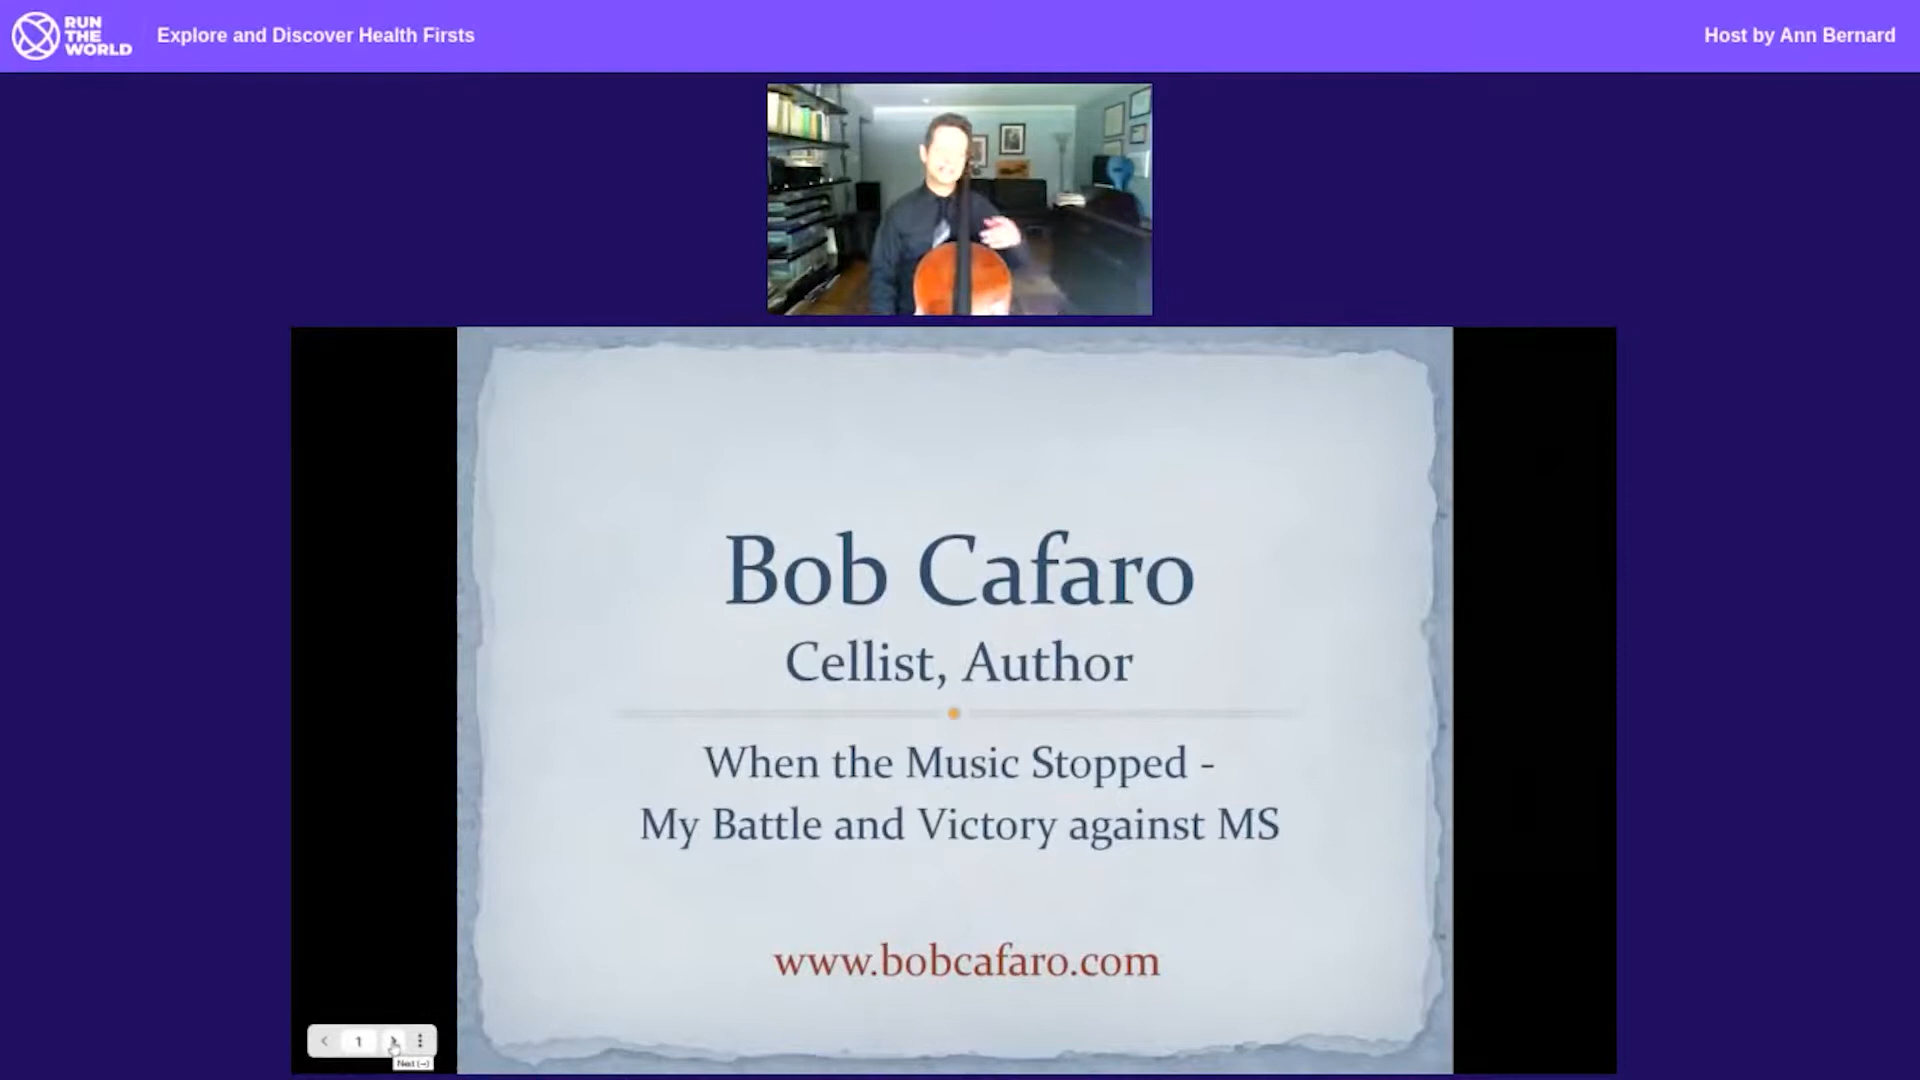 RUN
THE
WORLD
Explore and Discover Health Firsts
Host by Ann Bernard
Bob Cafaro
Cellist, Author
When the Music Stopped -
My Battle and Victory against MS
www.bobcafaro.com
1
Next (→)